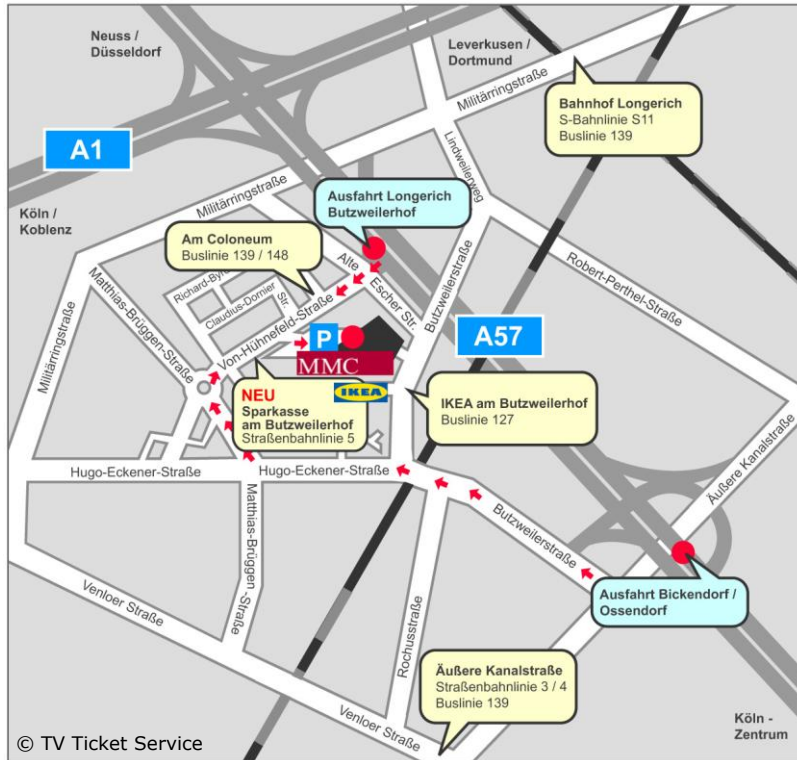 Neuss /
Düsseldorf
Leverkusen /
Dortmund
Militärringstraße
Bahnhof Longerich
S-Bahnlinie S11
Buslinie 139
A1
Lindweilerweg
Ausfahrt Longerich
Butzweilerhof
Militärringstraße
Köln /
Koblenz
Am Coloneum
Buslinie 139 / 148
Alte Escher Str.
Butzweilerstraße
Robert-Perthel-Straße
Matthias-Brüggen-Straße
Claudius-Dornier Str.
Von-Hühnefeld-Straße
Militärringstraße
P
A57
MMC
IKEA
NEU
Sparkasse
am Butzweilerhof
Straßenbahnlinie 5
IKEA am Butzweilerhof
Buslinie 127
Äußere Kanalstraße
Hugo-Eckener-Straße
Hugo-Eckener-Straße
Matthias-Brüggen-Straße
Butzweilerstraße
Ausfahrt Bickendorf /
Ossendorf
Venloer Straße
Rochusstraße
Äußere Kanalstraße
Straßenbahnlinie 3 / 4
Buslinie 139
Venloer Straße
Köln -
Zentrum
© TV Ticket Service